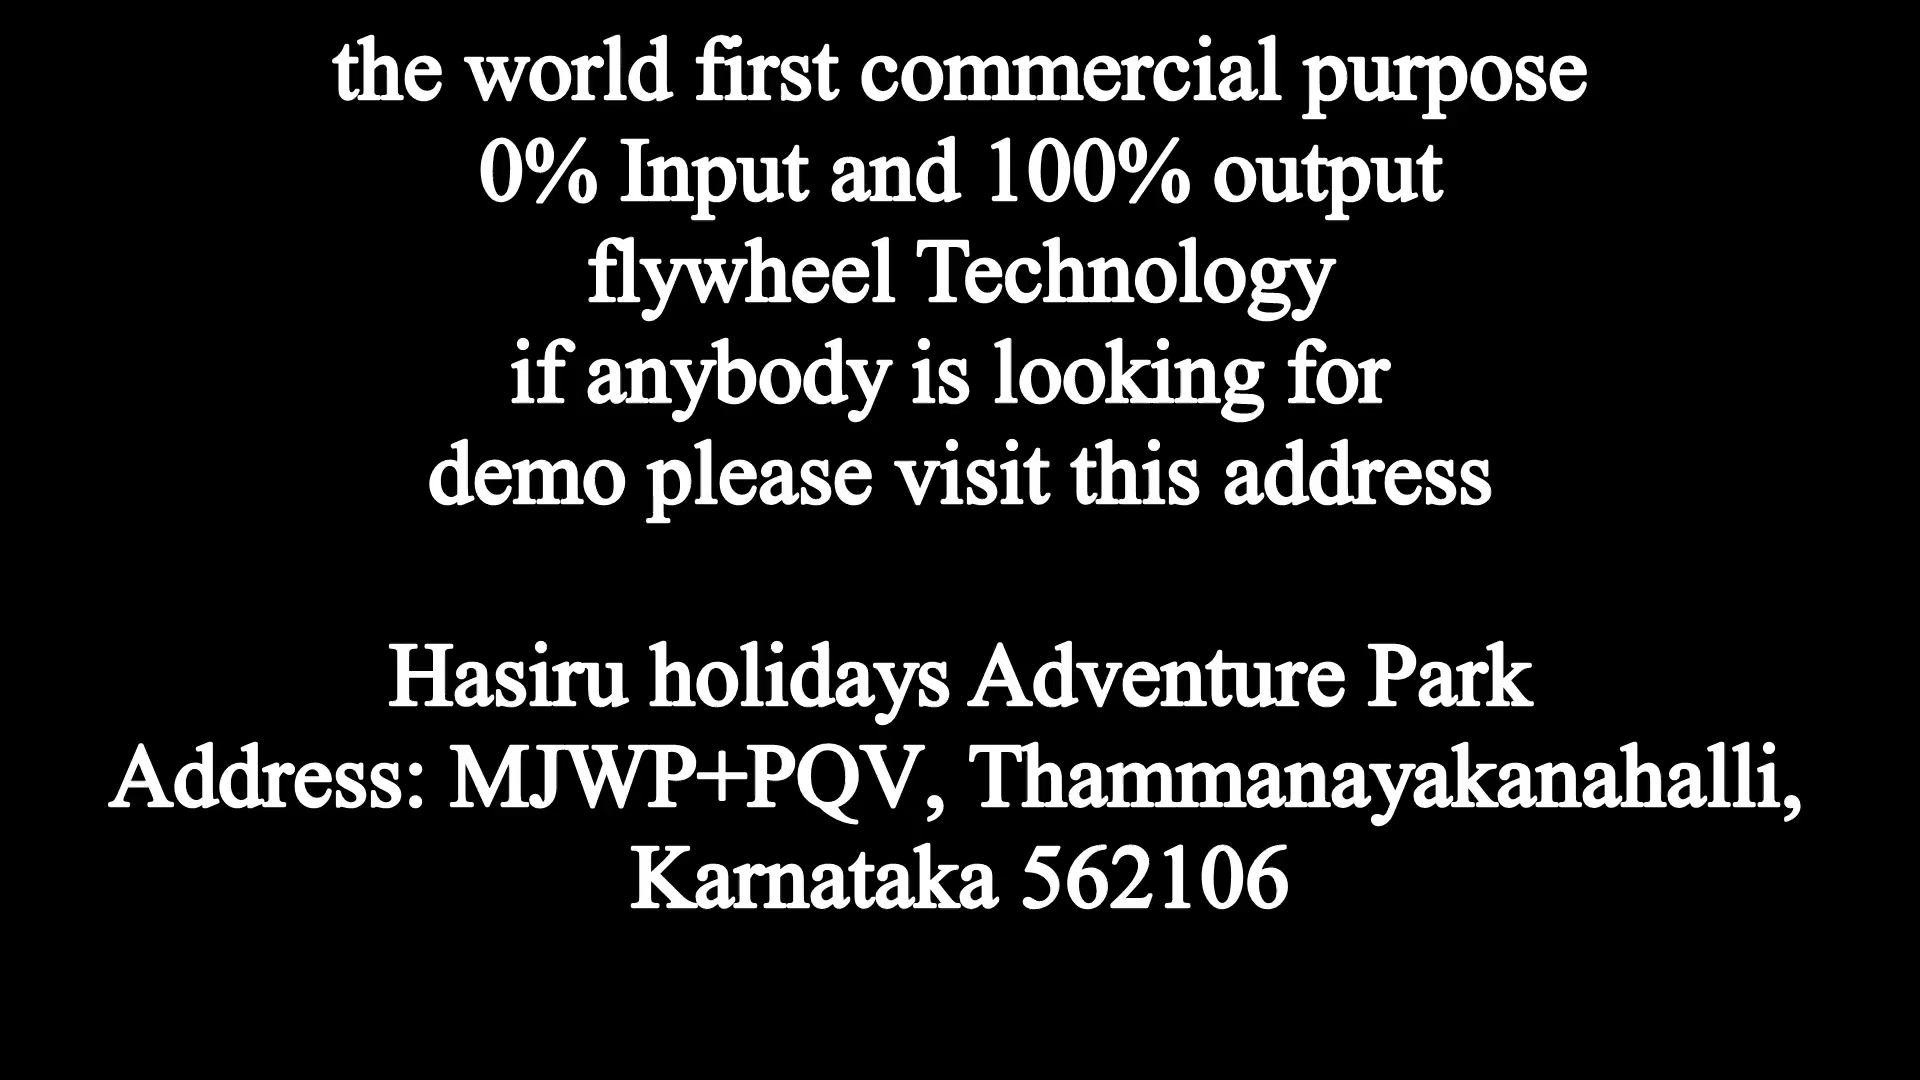 the world first commercial purpose
0% Input and 100% output
flywheel Technology
if anybody is looking for
demo please visit this address
Hasiru holidays Adventure Park
Address: MJWP+PQV, Thammanayakanahalli,
Karnataka 562106